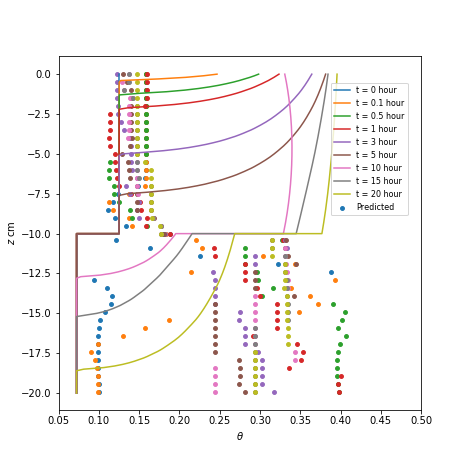 0.0
−2.5
−5.0
−7.5
−10.0
−12.5
−15.0
−17.5
−20.0
z cm
0.05 0.10 0.15 0.20 0.25 0.30 0.35 0.40 0.45 0.50
θ
t = 0 hour
t = 0.1 hour
t = 0.5 hour
t = 1 hour
t = 3 hour
t = 5 hour
t = 10 hour
t = 15 hour
t = 20 hour
Predicted